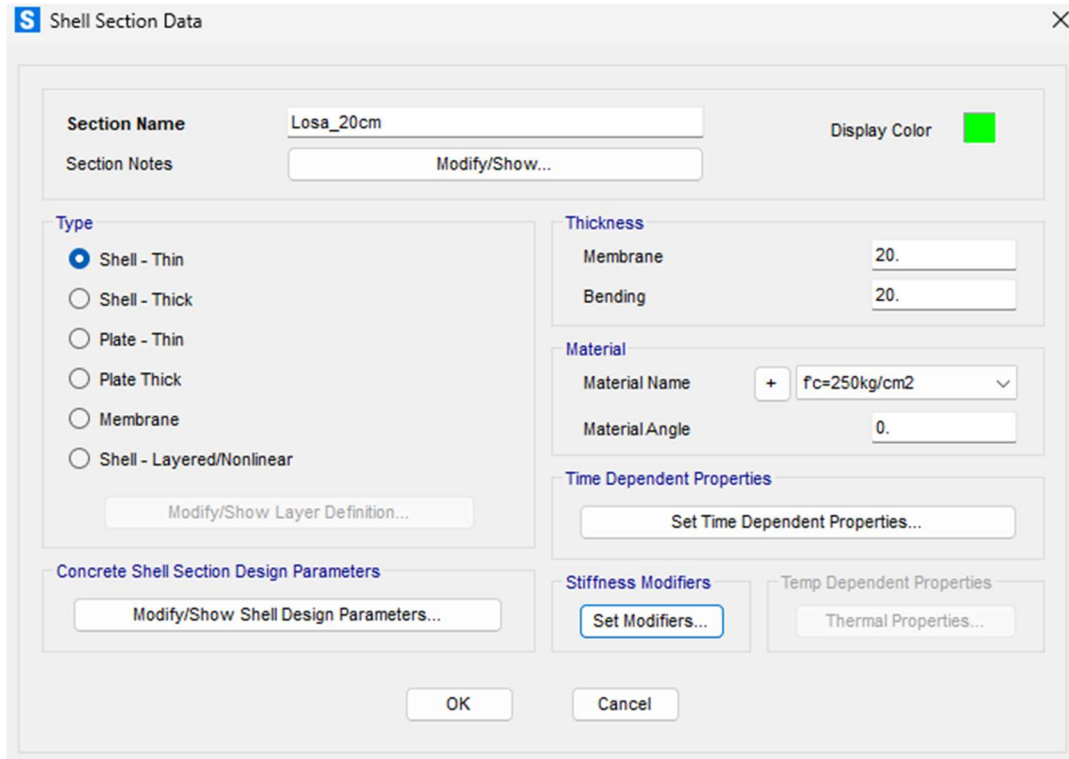 S Shell Section Data
Section Name Losa_20cm Display Color
Section Notes Modify/Show...
Type
Shell - Thin
Shell - Thick
Plate - Thin
Plate Thick
Membrane
Shell - Layered/Nonlinear
Modify/Show Layer Definition...
Concrete Shell Section Design Parameters
Modify/Show Shell Design Parameters...
Thickness
Membrane 20.
Bending 20.
Material
Material Name + f'c=250kg/cm2
Material Angle 0.
Time Dependent Properties
Set Time Dependent Properties...
Stiffness Modifiers
Set Modifiers...
Temp Dependent Properties
Thermal Properties...
OK Cancel